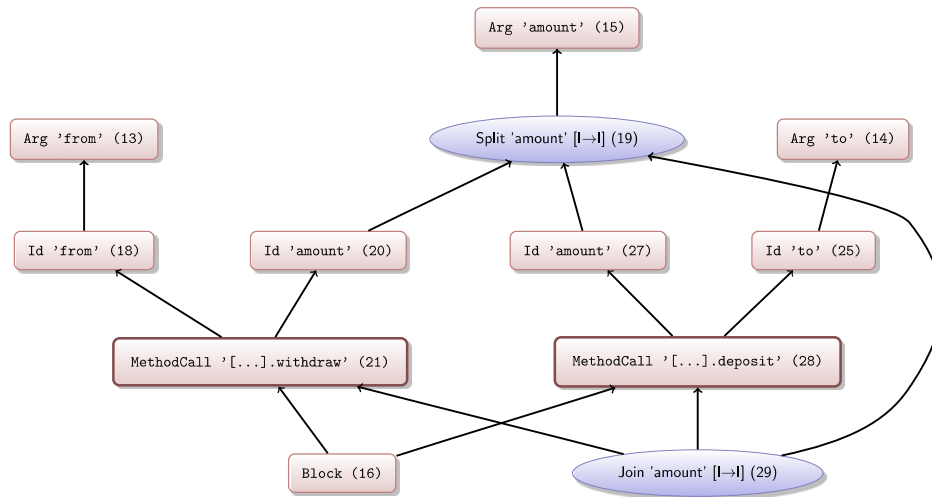 Arg 'amount' (15)
Arg 'from' (13)
Split 'amount' [I→I] (19)
Arg 'to' (14)
Id 'from' (18)
Id 'amount' (20)
Id 'amount' (27)
Id 'to' (25)
MethodCall '[...].withdraw' (21)
MethodCall '[...].deposit' (28)
Block (16)
Join 'amount' [I→I] (29)